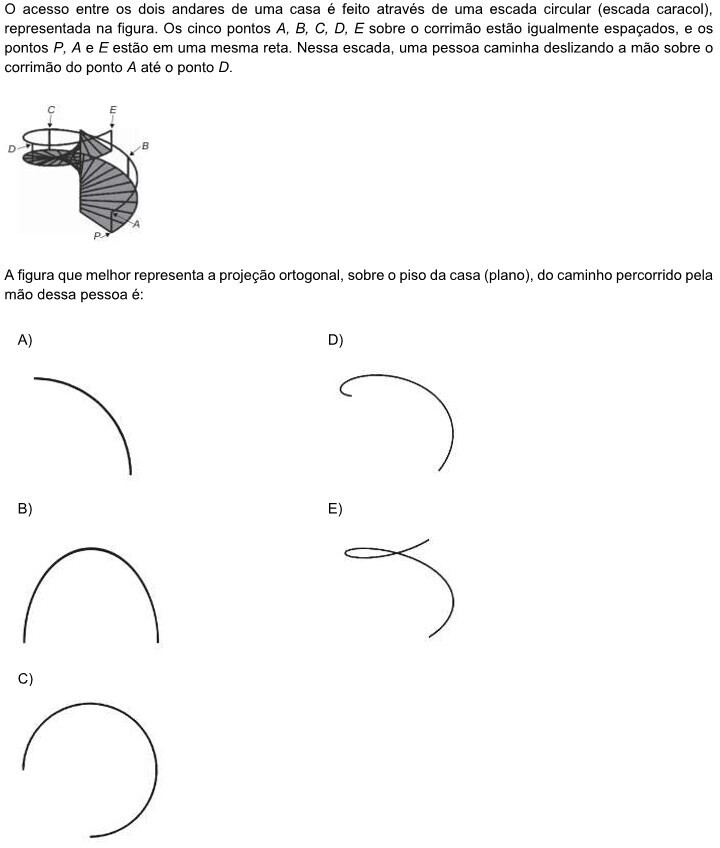 O acesso entre os dois andares de uma casa é feito através de uma escada circular (escada caracol),
representada na figura. Os cinco pontos A, B, C, D, E sobre o corrimão estão igualmente espaçados, e os
pontos P, A e E estão em uma mesma reta. Nessa escada, uma pessoa caminha deslizando a mão sobre o
corrimão do ponto A até o ponto D.
C
E
D
B
A
P
A figura que melhor representa a projeção ortogonal, sobre o piso da casa (plano), do caminho percorrido pela
mão dessa pessoa é:
A)
D)
B)
E)
C)